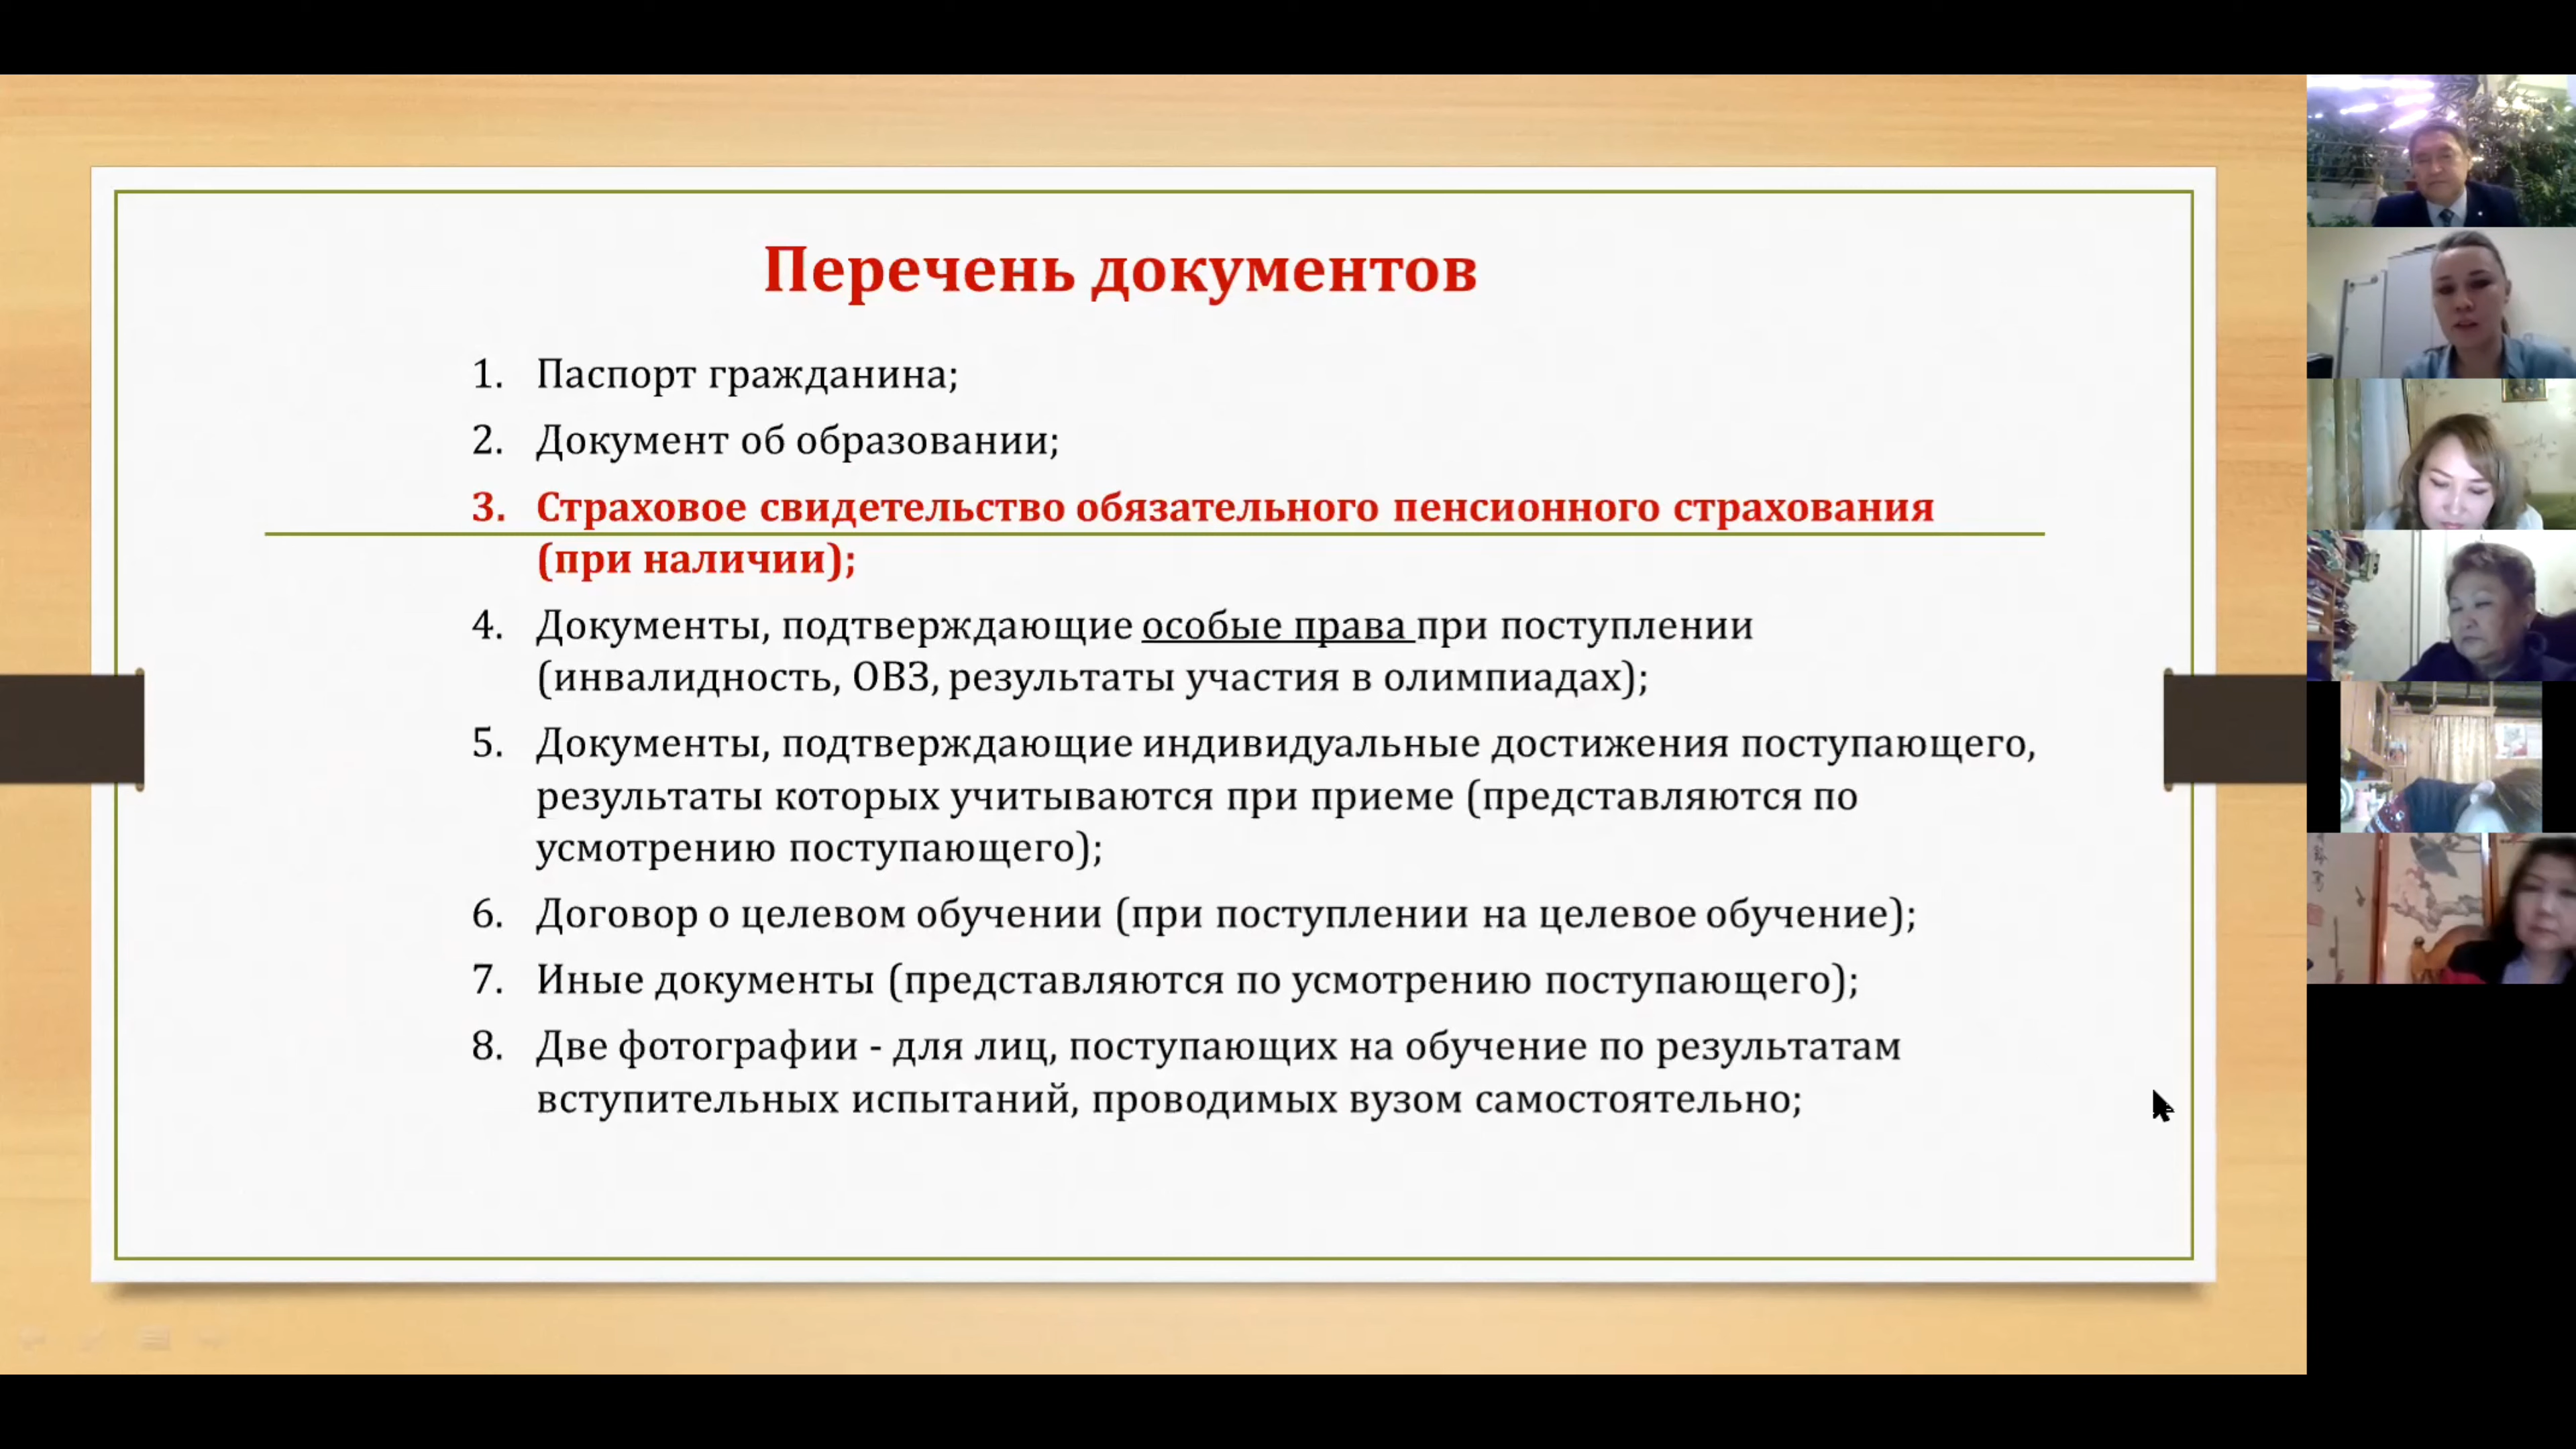 Перечень документов
1. Паспорт гражданина;
2. Документ об образовании;
3. Страховое свидетельство обязательного пенсионного страхования
(при наличии);
4. Документы, подтверждающие особые права при поступлении
(инвалидность, ОВЗ, результаты участия в олимпиадах);
5. Документы, подтверждающие индивидуальные достижения поступающего,
результаты которых учитываются при приеме (представляются по
усмотрению поступающего);
6. Договор о целевом обучении (при поступлении на целевое обучение);
7. Иные документы (представляются по усмотрению поступающего);
8. Две фотографии - для лиц, поступающих на обучение по результатам
вступительных испытаний, проводимых вузом самостоятельно;